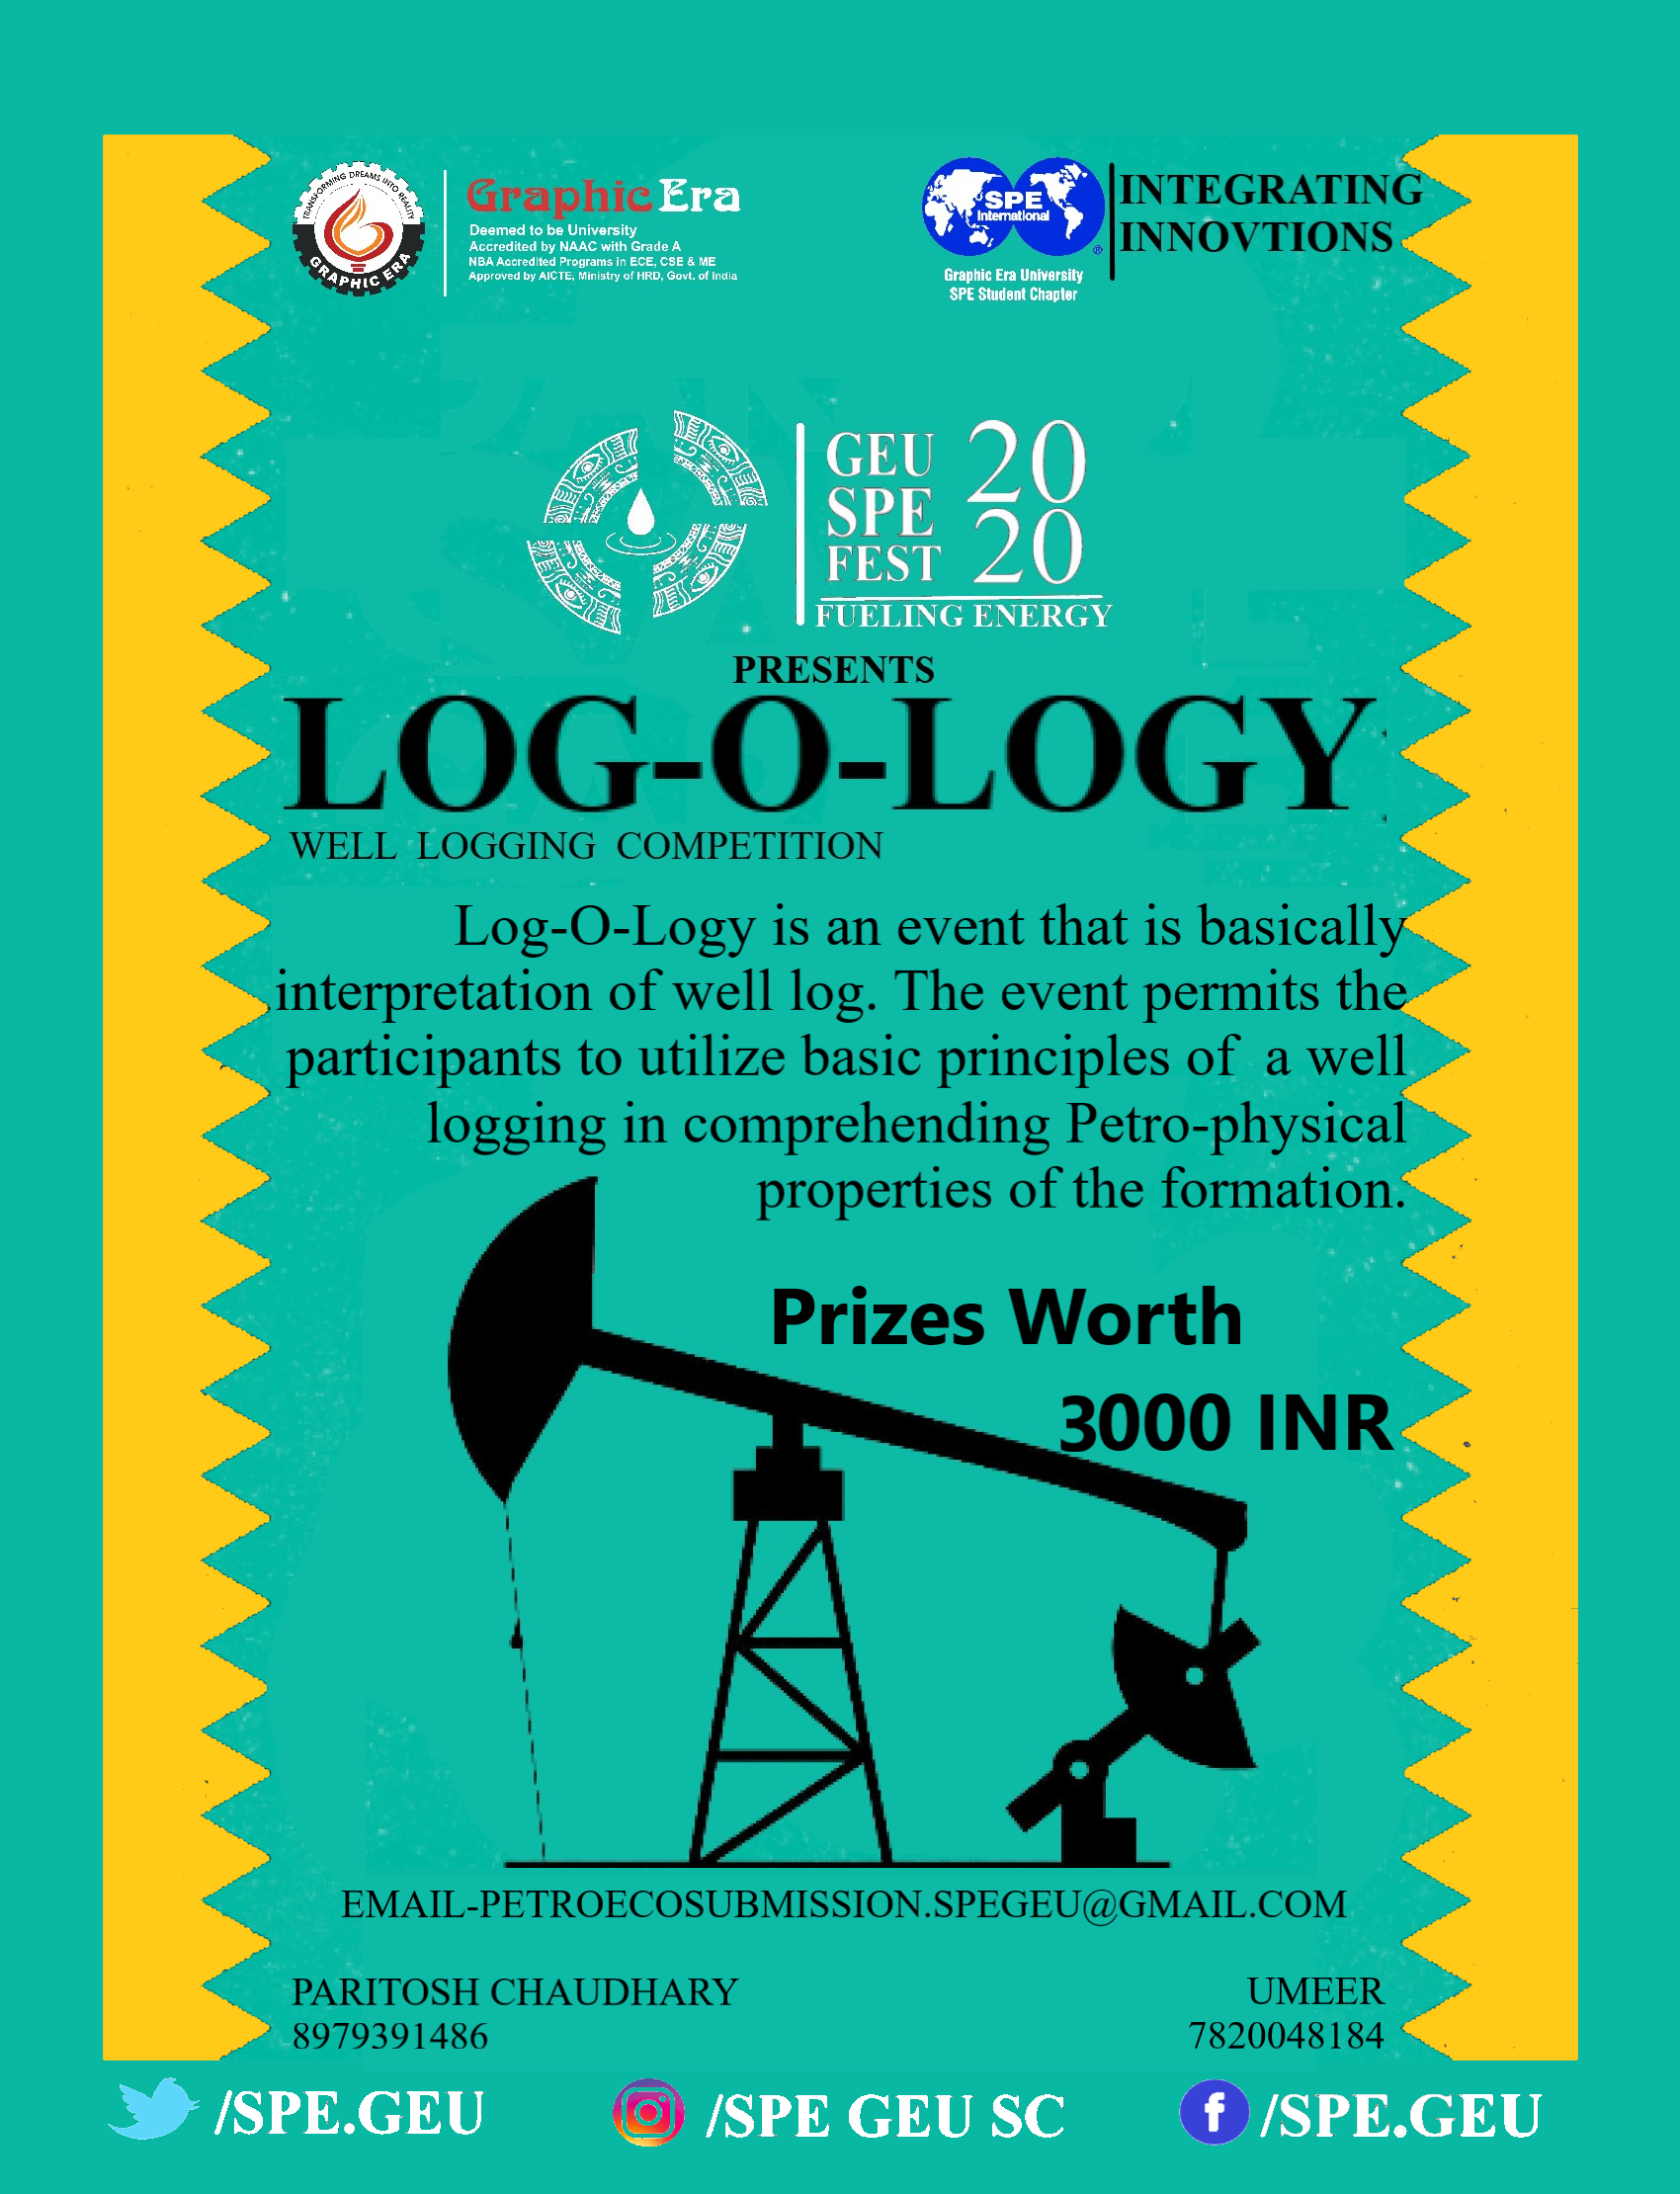 TRANSFORMING DREAMS INTO REALITY
GRAPHIC ERA
Graphic Era
Deemed to be University
Accredited by NAAC with Grade A
NBA Accredited Programs in ECE, CSE & ME
Approved by AICTE, Ministry of HRD, Govt. of India
SPE
International
®
Graphic Era University
SPE Student Chapter
INTEGRATING
INNOVTIONS
GEU
SPE
FEST
20
20
FUELING ENERGY
PRESENTS
LOG-O-LOGY
WELL LOGGING COMPETITION
Log-O-Logy is an event that is basically
interpretation of well log. The event permits the
participants to utilize basic principles of a well
logging in comprehending Petro-physical
properties of the formation.
Prizes Worth
3000 INR
EMAIL-PETROECOSUBMISSION.SPEGEU@GMAIL.COM
PARITOSH CHAUDHARY
8979391486
UMEER
7820048184
/SPE.GEU
/SPE GEU SC
/SPE.GEU